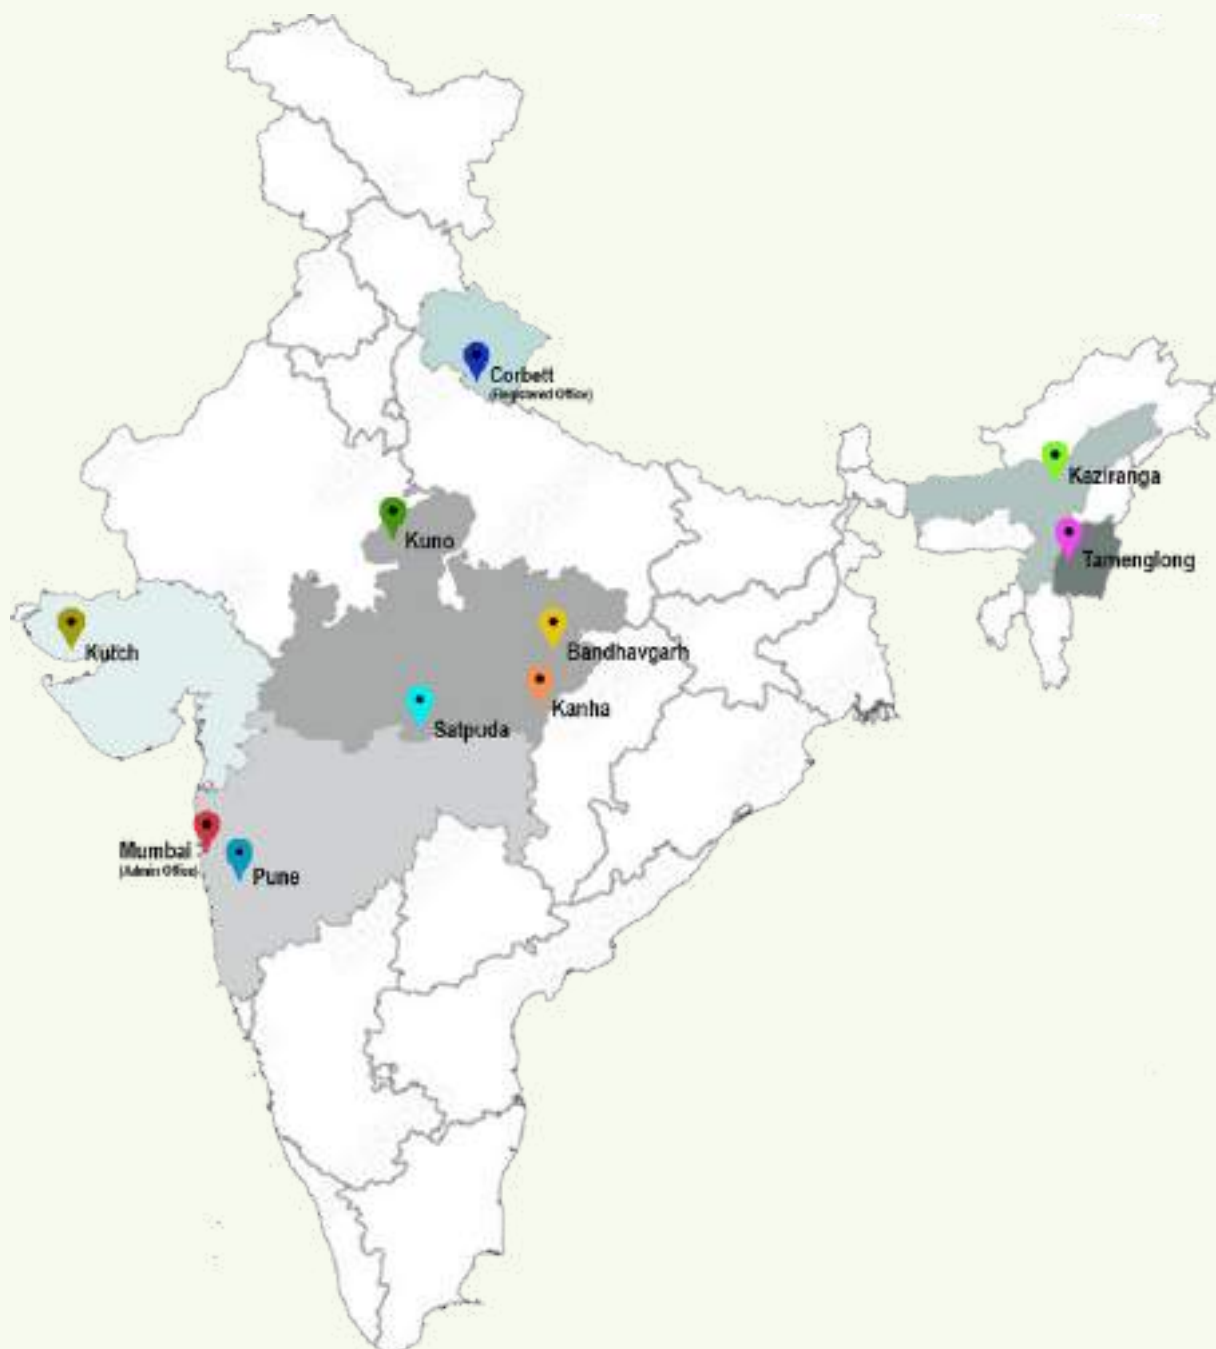 Corbett
(Registered Office)
Kaziranga
Kuno
Tamenglong
Kutch
Bandhavgarh
Kanha
Satpuda
Mumbai
(Admin Office)
Pune